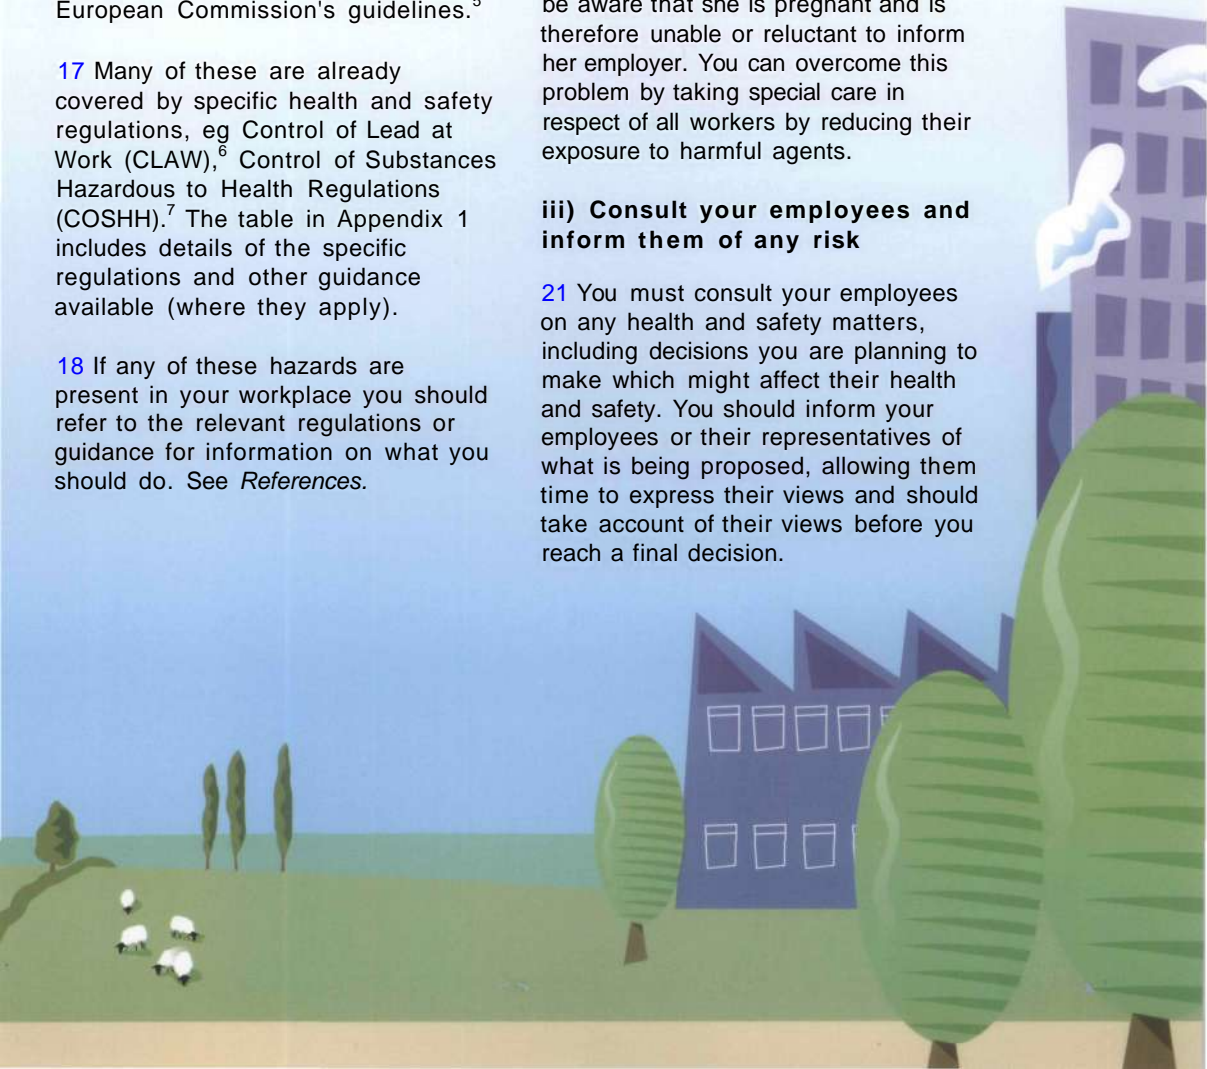 European Commission's guidelines.5
17 Many of these are already
covered by specific health and safety
regulations, eg Control of Lead at
Work (CLAW),6 Control of Substances
Hazardous to Health Regulations
(COSHH).7 The table in Appendix 1
includes details of the specific
regulations and other guidance
available (where they apply).
18 If any of these hazards are
present in your workplace you should
refer to the relevant regulations or
guidance for information on what you
should do. See References.
be aware that she is pregnant and is
therefore unable or reluctant to inform
her employer. You can overcome this
problem by taking special care in
respect of all workers by reducing their
exposure to harmful agents.
iii) Consult your employees and
inform them of any risk
21 You must consult your employees
on any health and safety matters,
including decisions you are planning to
make which might affect their health
and safety. You should inform your
employees or their representatives of
what is being proposed, allowing them
time to express their views and should
take account of their views before you
reach a final decision.